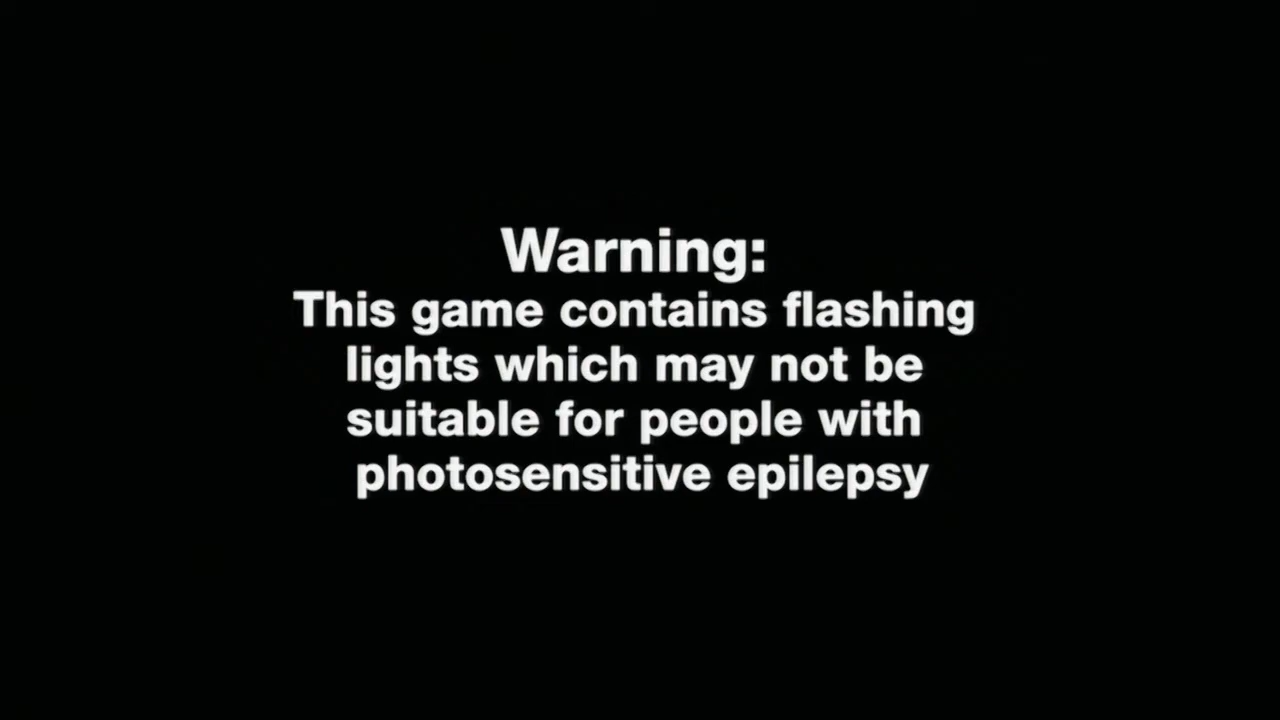 Warning:
This game contains flashing
lights which may not be
suitable for people with
photosensitive epilepsy